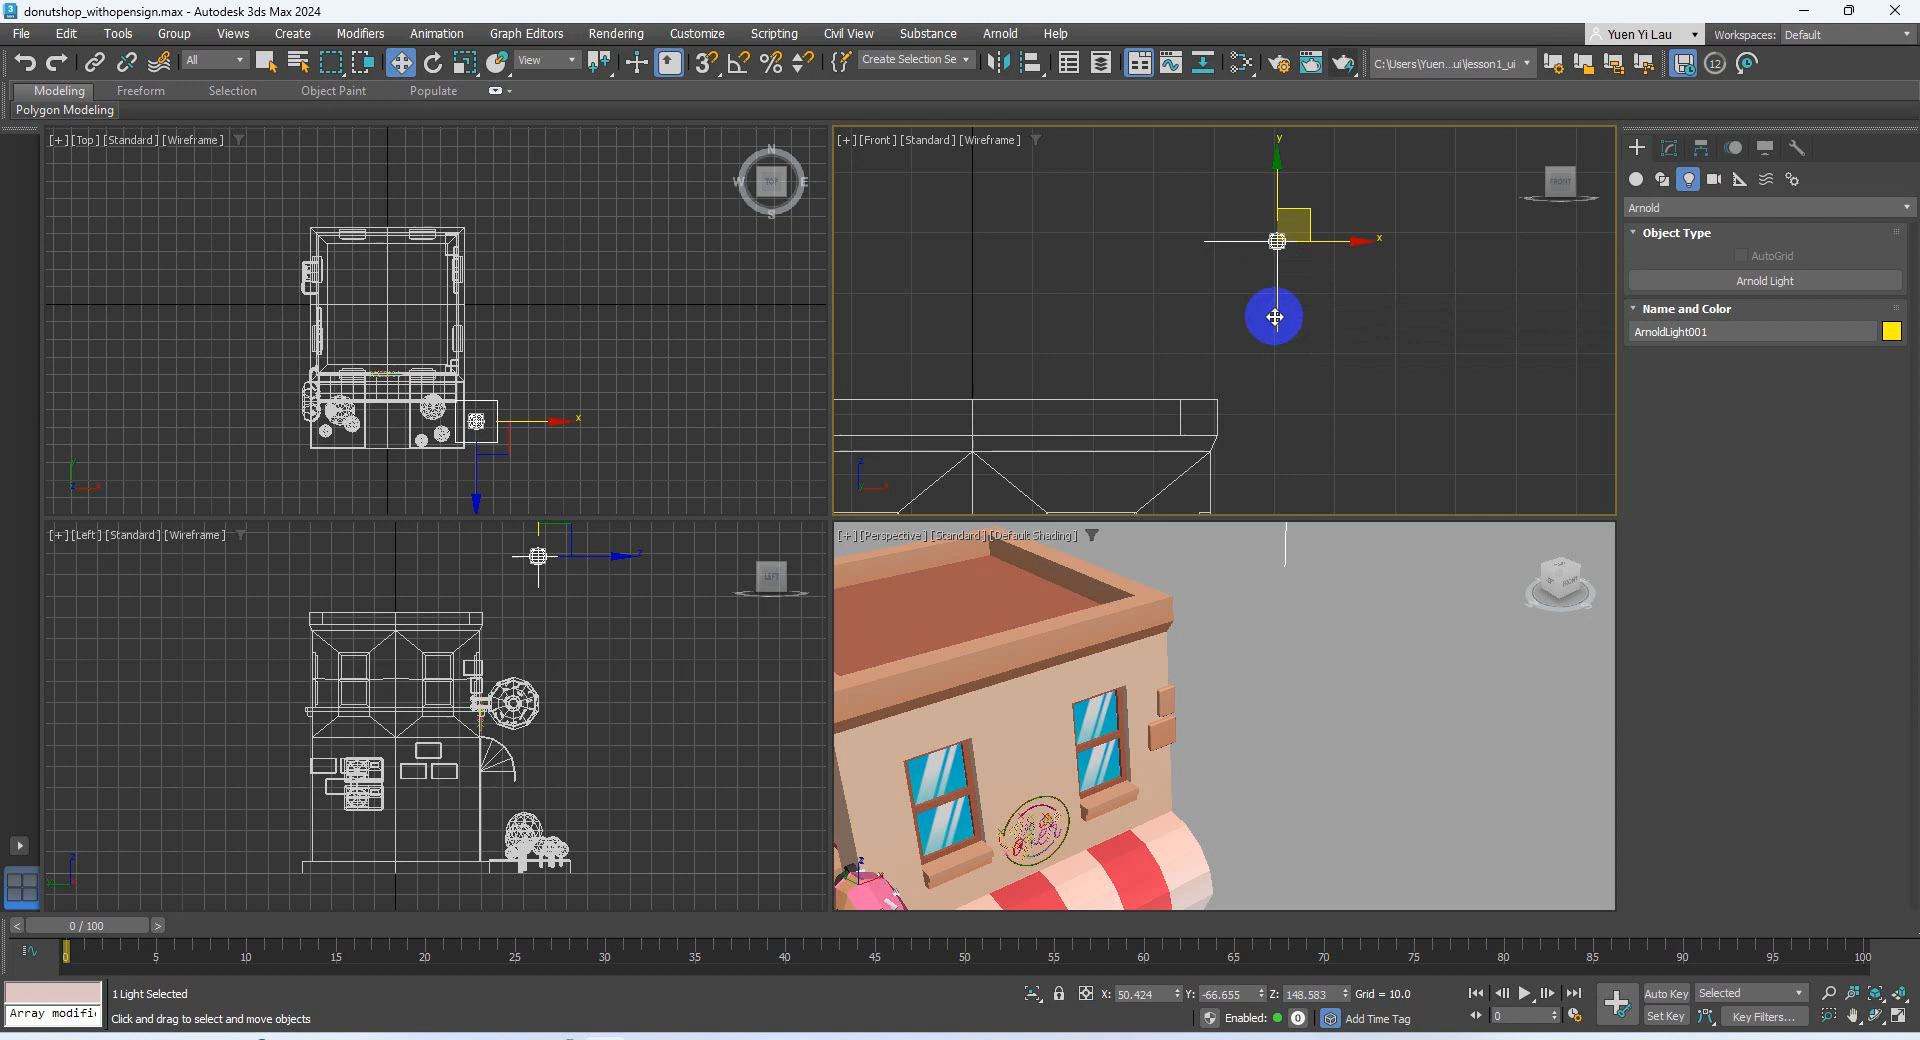 donutshop_withopensign.max - Autodesk 3ds Max 2024
File Edit Tools Group Views Create Modifiers Animation Graph Editors Rendering Customize Scripting Civil View Substance Arnold Help Yuen Yi Lau Workspaces: Default
All View Create Selection Se C:\Users\Yuen...ui\lesson1_ui 12
Modeling Freeform Selection Object Paint Populate
Polygon Modeling
[+] [Top] [Standard] [Wireframe]
[+] [Front] [Standard] [Wireframe]
N W TOP E S
FRONT
y x
x y z x
z x
Arnold
Object Type
AutoGrid
Arnold Light
Name and Color
ArnoldLight001
[+] [Left] [Standard] [Wireframe]
[+] [Perspective] [Standard] [Default Shading]
LEFT
FRONT
z
< 0 / 100 >
0 5 10 15 20 25 30 35 40 45 50 55 60 65 70 75 80 85 90 95 100
1 Light Selected X: 50.424 Y: -66.655 Z: 148.583 Grid = 10.0 Auto Key Selected
Array modifi Click and drag to select and move objects Enabled: 0 Add Time Tag 0 Set Key Key Filters...